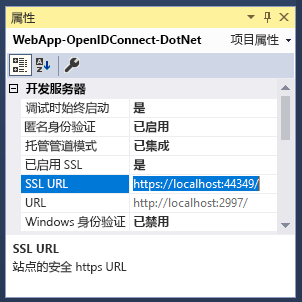 属性
WebApp-OpenIDConnect-DotNet 项目属性
开发服务器
调试时始终启动 是
匿名身份验证 已启用
托管管道模式 已集成
已启用 SSL 是
SSL URL https://localhost:44349/
URL http://localhost:2997/
Windows 身份验证 已禁用
SSL URL
站点的安全 https URL